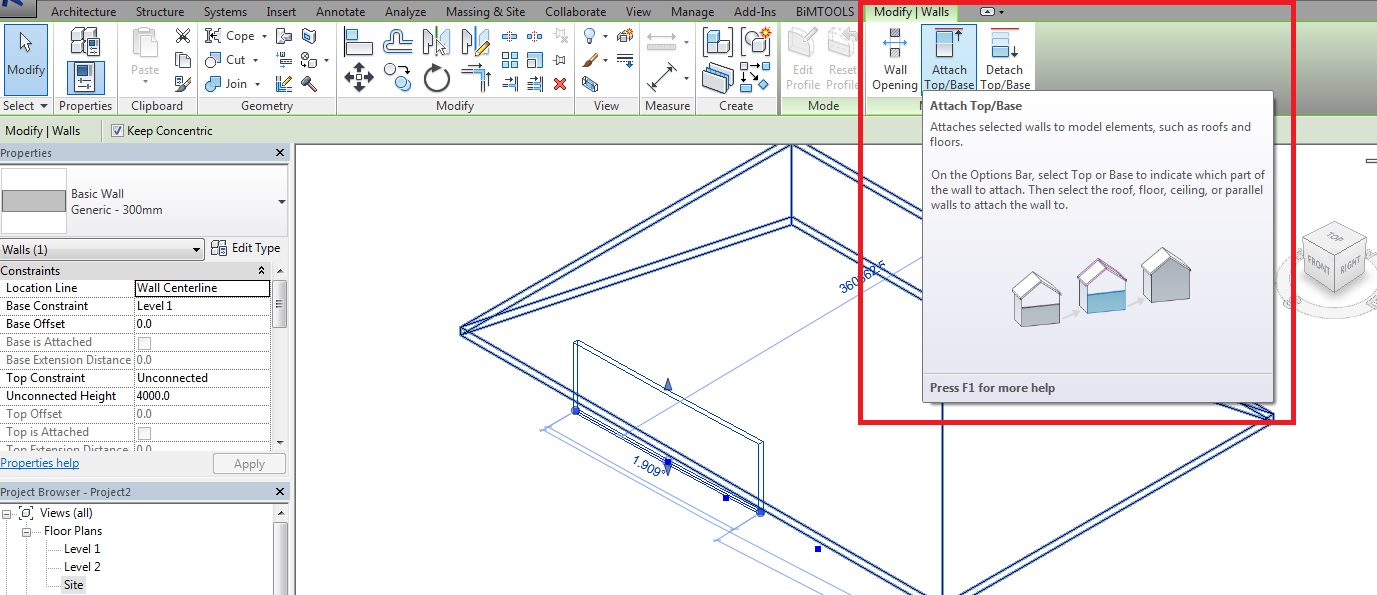 Architecture Structure Systems Insert Annotate Analyze Massing & Site Collaborate View Manage Add-Ins BiMTOOLS Modify | Walls
Modify
Paste
Cope
Cut
Join
Edit Profile
Reset Profile
Wall Opening
Attach Top/Base
Detach Top/Base
Select Properties Clipboard Geometry Modify View Measure Create Mode
Modify | Walls Keep Concentric
Properties
Basic Wall
Generic - 300mm
Walls (1) Edit Type
Constraints
Location Line Wall Centerline
Base Constraint Level 1
Base Offset 0.0
Base is Attached
Base Extension Distance 0.0
Top Constraint Unconnected
Unconnected Height 4000.0
Top Offset 0.0
Top is Attached
Top Extension Distance 0.0
Properties help Apply
Project Browser - Project2
Views (all)
Floor Plans
Level 1
Level 2
Site
1.909°
Attach Top/Base
Attaches selected walls to model elements, such as roofs and
floors.
On the Options Bar, select Top or Base to indicate which part of
the wall to attach. Then select the roof, floor, ceiling, or parallel
walls to attach the wall to.
Press F1 for more help
TOP
FRONT RIGHT